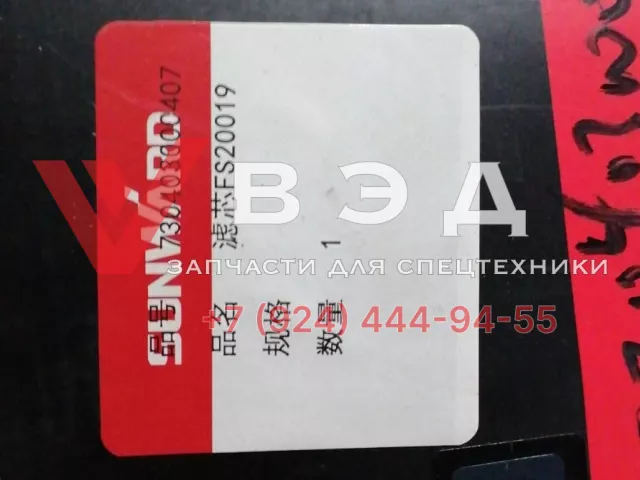 SUNWARD
品号 730403000407
品名 滤芯FS20019
规格
数量 1
ВЭД
ЗАПЧАСТИ ДЛЯ СПЕЦТЕХНИКИ
+7 (924) 444-94-55